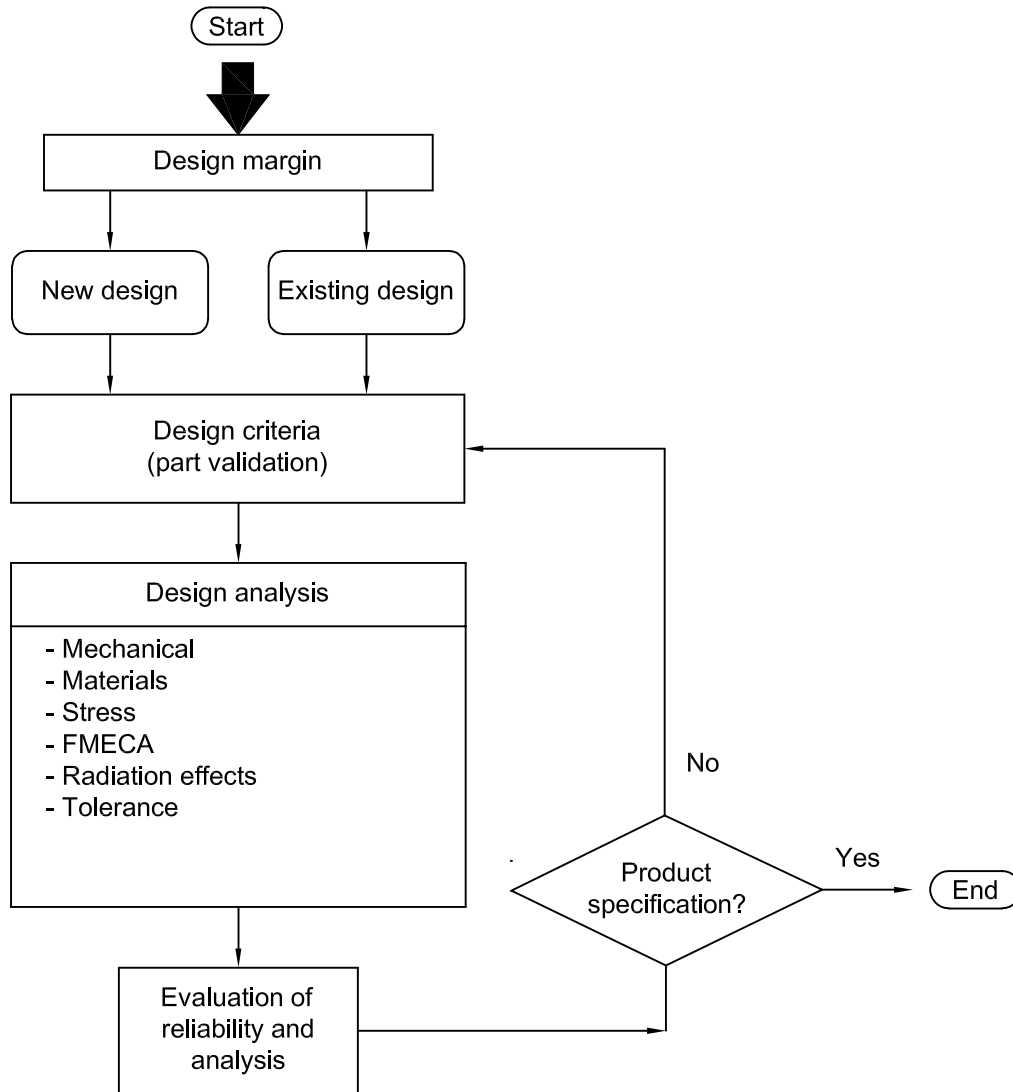 Start
Design margin
New design
Existing design
Design criteria
(part validation)
Design analysis
- Mechanical
- Materials
- Stress
- FMECA
- Radiation effects
- Tolerance
No
Product
specification?
Yes
End
Evaluation of
reliability and
analysis